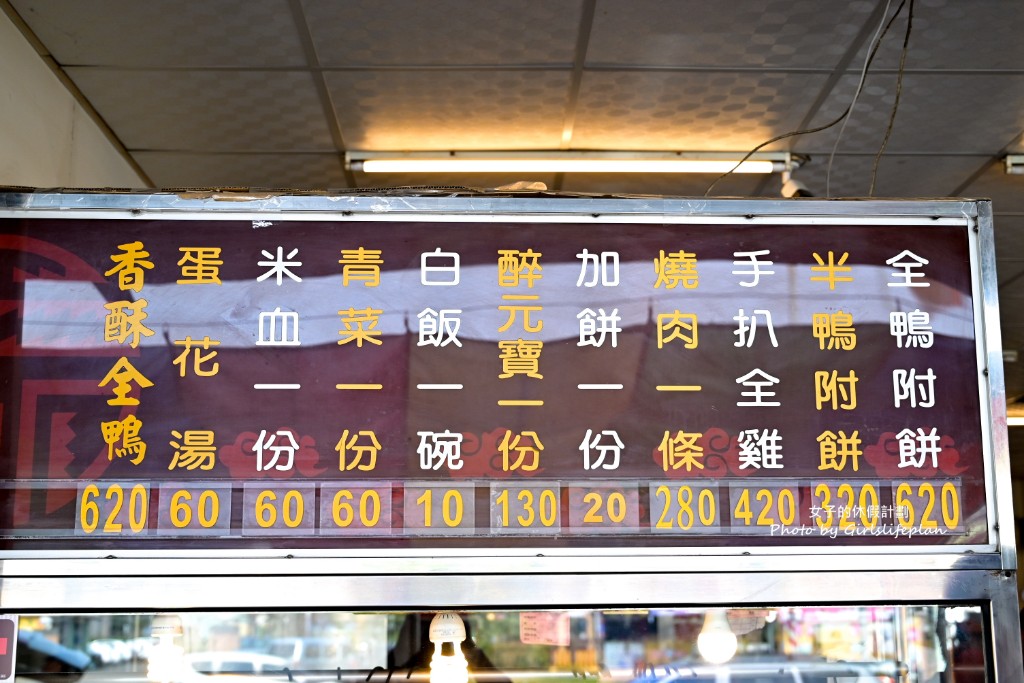 全鴨附餅 620
半鴨附餅 320
手扒全雞 420
燒肉一條 280
加餅一份 20
醉元寶一份 130
白飯一碗 10
青菜一份 60
米血一份 60
蛋花湯 60
香酥全鴨 620
女子的休假計劃
Photo by Girlslifeplan